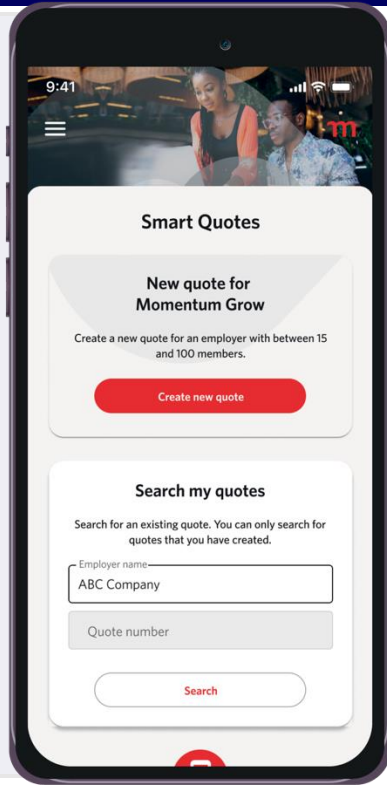 9:41
m
Smart Quotes
New quote for
Momentum Grow
Create a new quote for an employer with between 15
and 100 members.
Create new quote
Search my quotes
Search for an existing quote. You can only search for
quotes that you have created.
Employer name
ABC Company
Quote number
Search